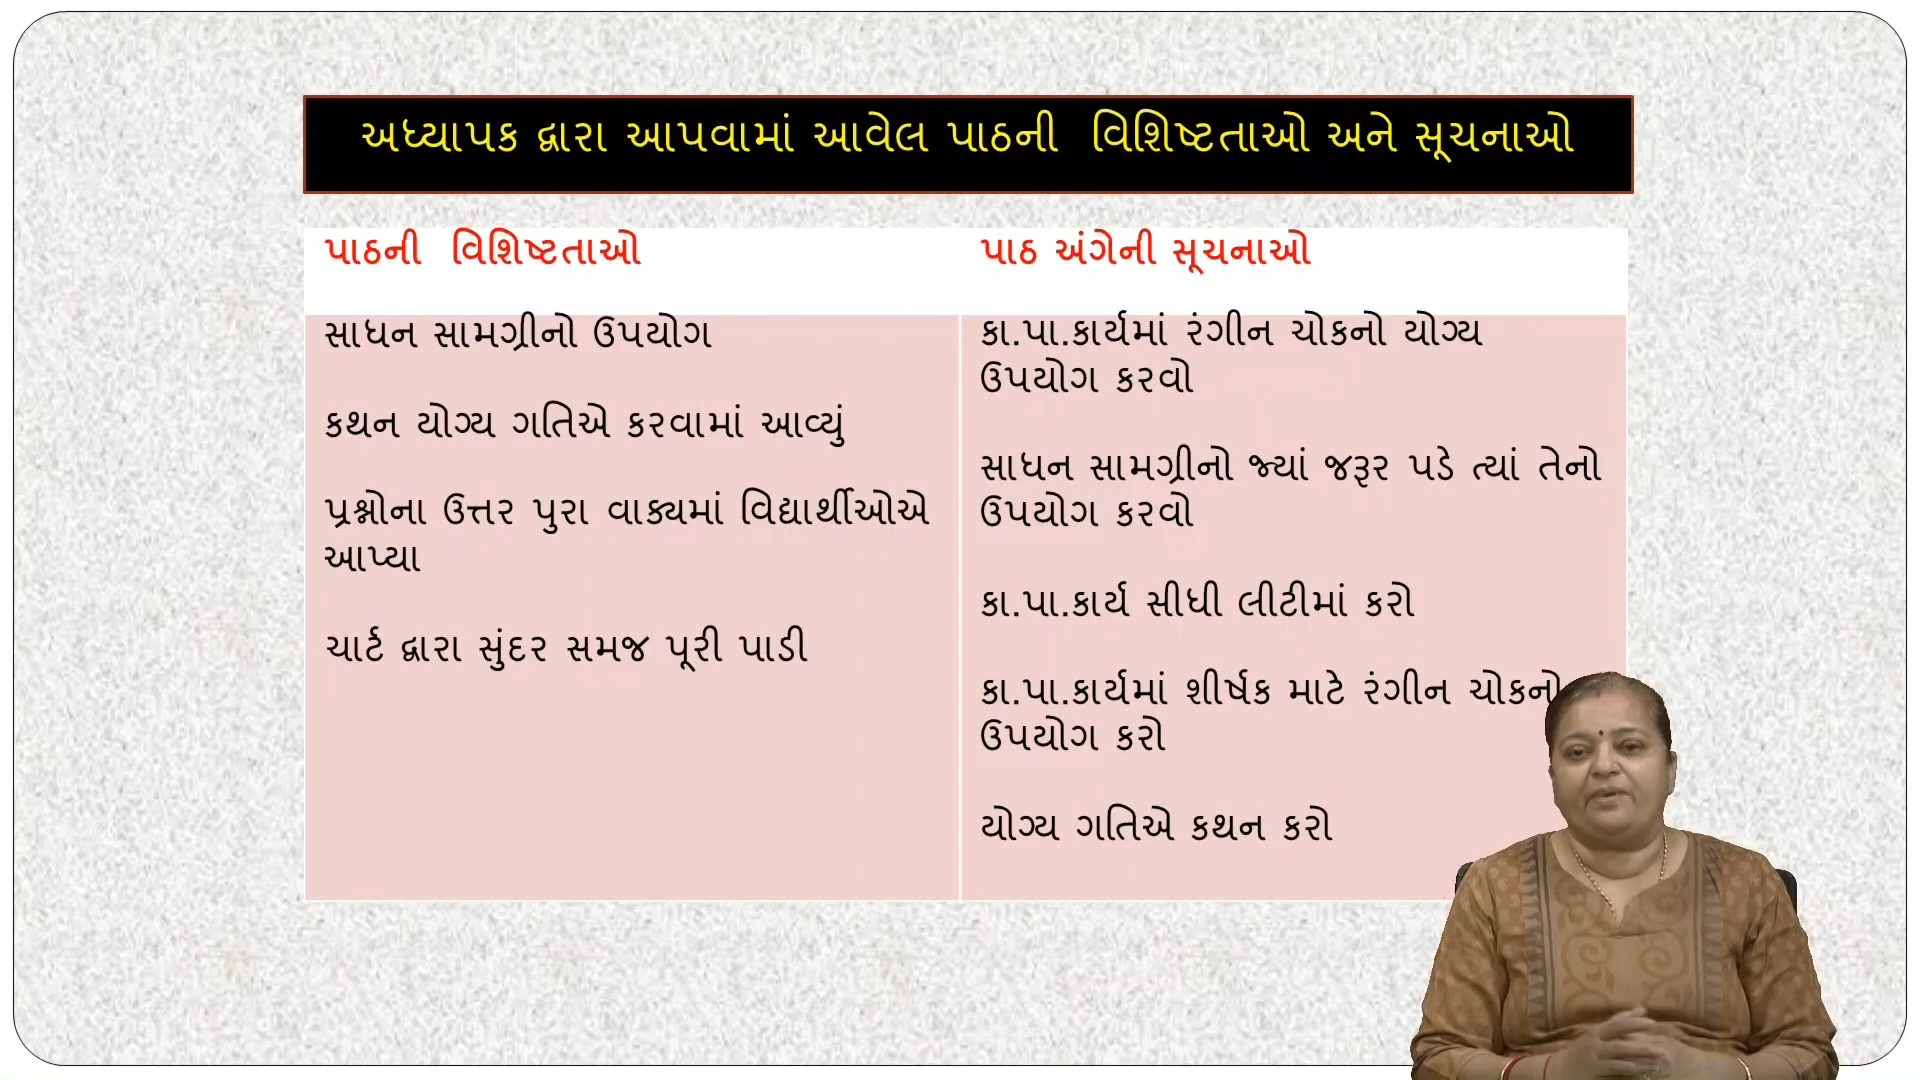 અધ્યાપક દ્વારા આપવામાં આવેલ પાઠની વિશિષ્ટતાઓ અને સૂચનાઓ
પાઠની વિશિષ્ટતાઓ
સાધન સામગ્રીનો ઉપયોગ
કથન યોગ્ય ગતિએ કરવામાં આવ્યું
પ્રશ્નોના ઉત્તર પુરા વાક્યમાં વિદ્યાર્થીઓએ
આપ્યા
ચાર્ટ દ્વારા સુંદર સમજ પૂરી પાડી
પાઠ અંગેની સૂચનાઓ
કા.પા.કાર્યમાં રંગીન ચોકનો યોગ્ય
ઉપયોગ કરવો
સાધન સામગ્રીનો જ્યાં જરૂર પડે ત્યાં તેનો
ઉપયોગ કરવો
કા.પા.કાર્ય સીધી લીટીમાં કરો
કા.પા.કાર્યમાં શીર્ષક માટે રંગીન ચોકનો
ઉપયોગ કરો
યોગ્ય ગતિએ કથન કરો